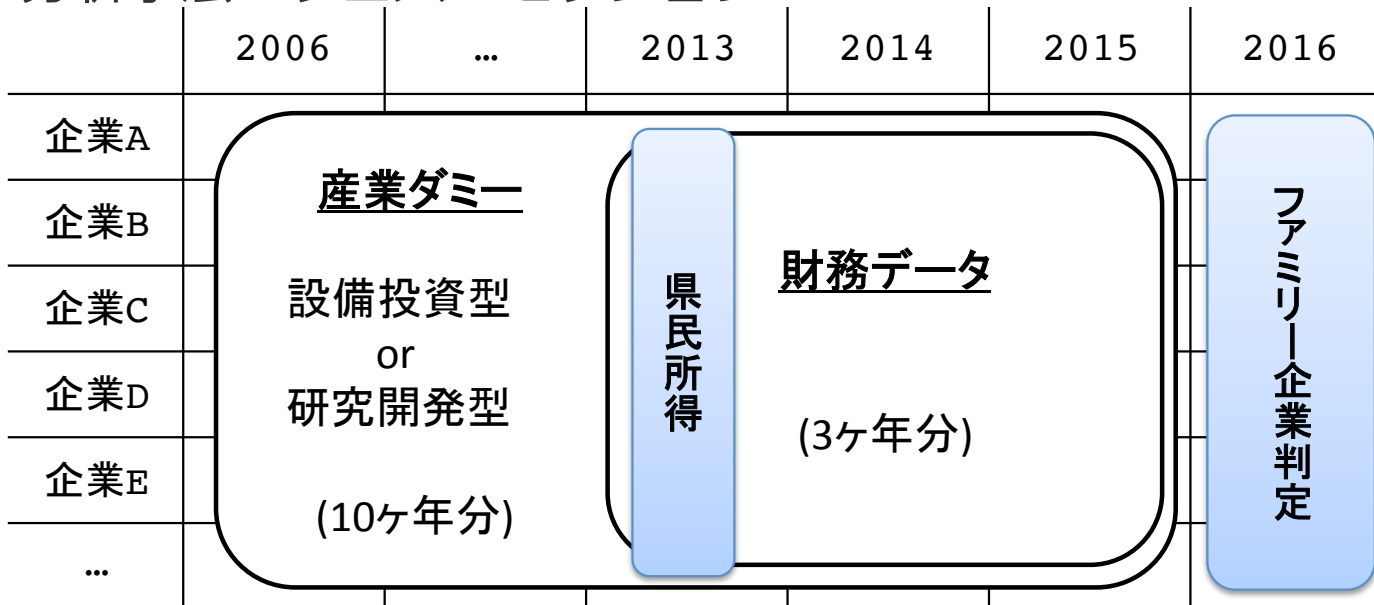 2006 … 2013 2014 2015 2016
企業A
企業B
企業C
企業D
企業E
…
産業ダミー
設備投資型
or
研究開発型
(10ヶ年分)
県民所得
財務データ
(3ヶ年分)
ファミリー企業判定